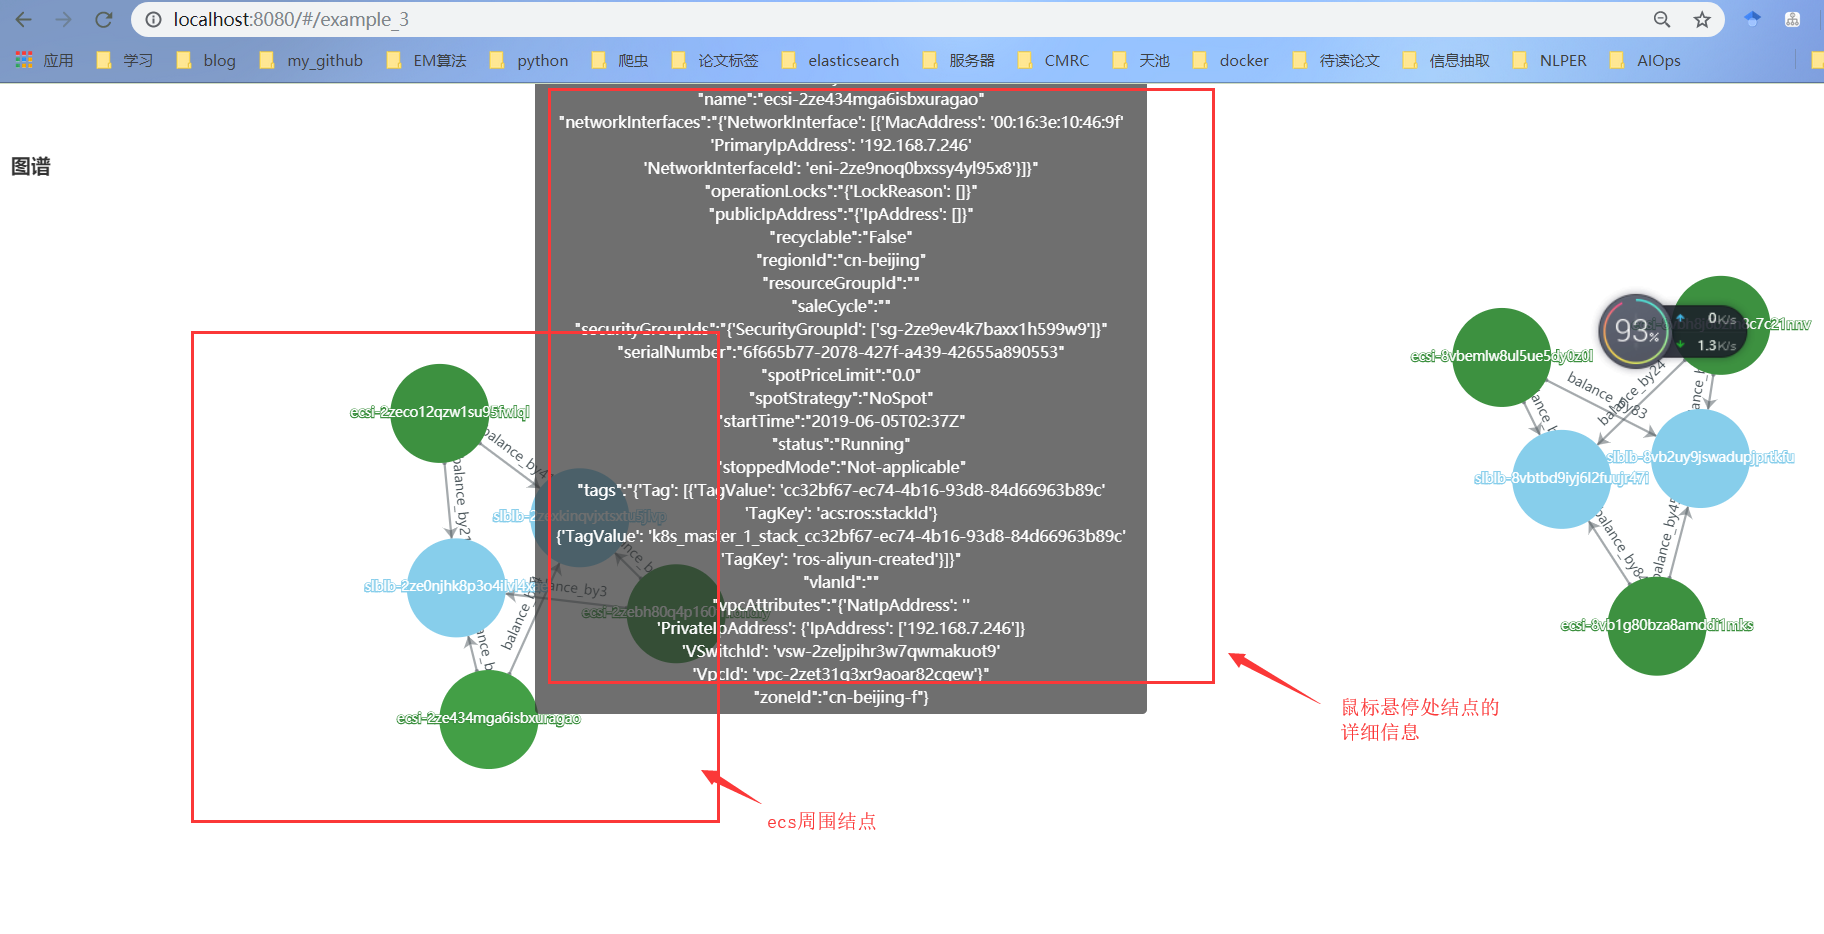 localhost:8080/#/example_3
应用 学习 blog my_github EM算法 python 爬虫 论文标签 elasticsearch 服务器 CMRC 天池 docker 待读论文 信息抽取 NLPER AIOps
图谱
"name":"ecsi-2ze434mga6isbxuragao"
"networkInterfaces":"{'NetworkInterface': [{'MacAddress': '00:16:3e:10:46:9f'
'PrimaryIpAddress': '192.168.7.246'
'NetworkInterfaceId': 'eni-2ze9noq0bxssy4yl95x8'}]}"
"operationLocks":"{'LockReason': []}"
"publicIpAddress":"{'IpAddress': []}"
"recyclable":"False"
"regionId":"cn-beijing"
"resourceGroupId":""
"saleCycle":""
"securityGroupIds":"{'SecurityGroupId': ['sg-2ze9ev4k7baxx1h599w9']}"
"serialNumber":"6f665b77-2078-427f-a439-42655a890553"
"spotPriceLimit":"0.0"
"spotStrategy":"NoSpot"
"startTime":"2019-06-05T02:37Z"
"status":"Running"
"stoppedMode":"Not-applicable"
"tags":"{'Tag': [{'TagValue': 'cc32bf67-ec74-4b16-93d8-84d66963b89c'
'TagKey': 'acs:ros:stackId'}
{'TagValue': 'k8s_master_1_stack_cc32bf67-ec74-4b16-93d8-84d66963b89c'
'TagKey': 'ros-aliyun-created'}]}"
"vlanId":""
"vpcAttributes":"{'NatIpAddress': ''
'PrivateIpAddress': {'IpAddress': ['192.168.7.246']}
'VSwitchId': 'vsw-2zeljpihr3w7qwmakuot9'
'VpcId': 'vpc-2zet31q3xr9aoar82cqew'}"
"zoneId":"cn-beijing-f"}
ecsi-2zeco12qzw1su95fwlql
balance_by4
balance_by21
balance_by3
ecsi-2ze434mga6isbxuragao
ecs周围结点
鼠标悬停处结点的
详细信息
93%
0K/s
1.3K/s
ecsi-8vbemlw8ul5ue5dy0z0l
balance_by83
balance_by24
slblb-8vb2uy9jswadupjprtkfu
slblb-8vbtbd9iyj6l2fuujr47i
balance_by84
balance_by45
ecsi-8vb1g80bza8amddi1mks